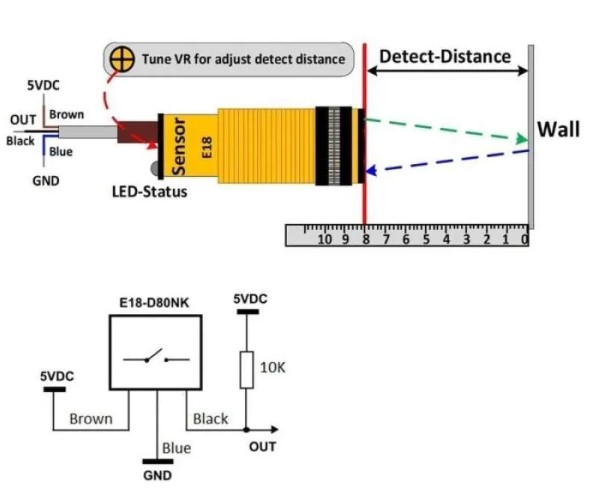 Tune VR for adjust detect distance
Detect-Distance
5VDC
Brown
OUT
Black
Blue
GND
Sensor
E18
LED-Status
Wall
10 9 8 7 6 5 4 3 2 1 0
E18-D80NK
5VDC
10K
5VDC
Brown
Black
Blue
OUT
GND